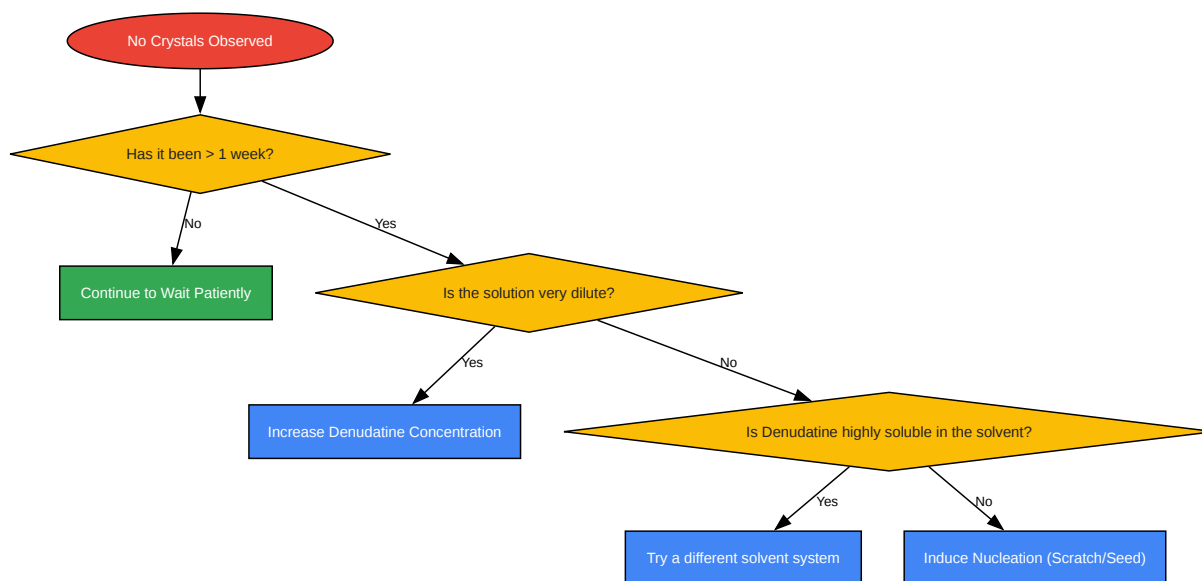 No Crystals Observed
Has it been > 1 week?
No
Yes
Continue to Wait Patiently
Is the solution very dilute?
Yes
No
Increase Denudatine Concentration
Is Denudatine highly soluble in the solvent?
Yes
No
Try a different solvent system
Induce Nucleation (Scratch/Seed)